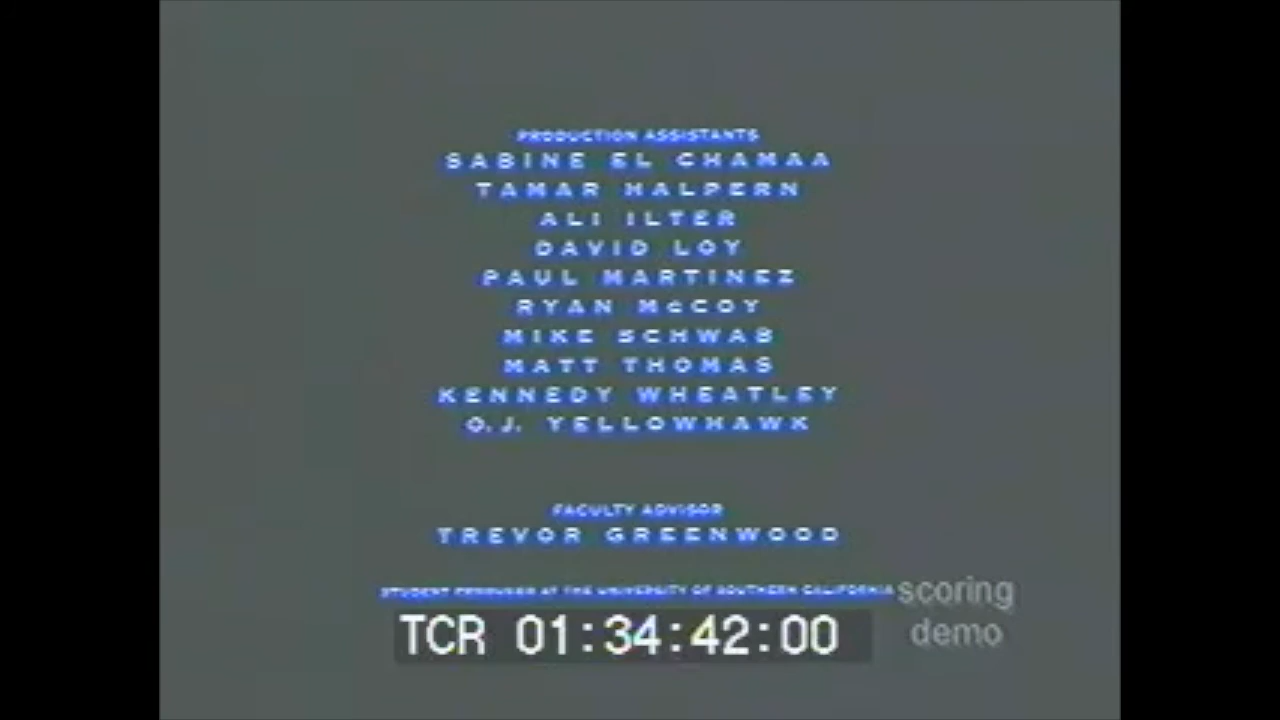 PRODUCTION ASSISTANTS
SABINE EL CHAMAA
TAMAR HALPERN
ALI ILTER
DAVID LOY
PAUL MARTINEZ
RYAN McCOY
MIKE SCHWAB
MATT THOMAS
KENNEDY WHEATLEY
O.J. YELLOWHAWK
FACULTY ADVISOR
TREVOR GREENWOOD
STUDENT PRODUCED AT THE UNIVERSITY OF SOUTHERN CALIFORNIA
scoring
demo
TCR 01:34:42:00